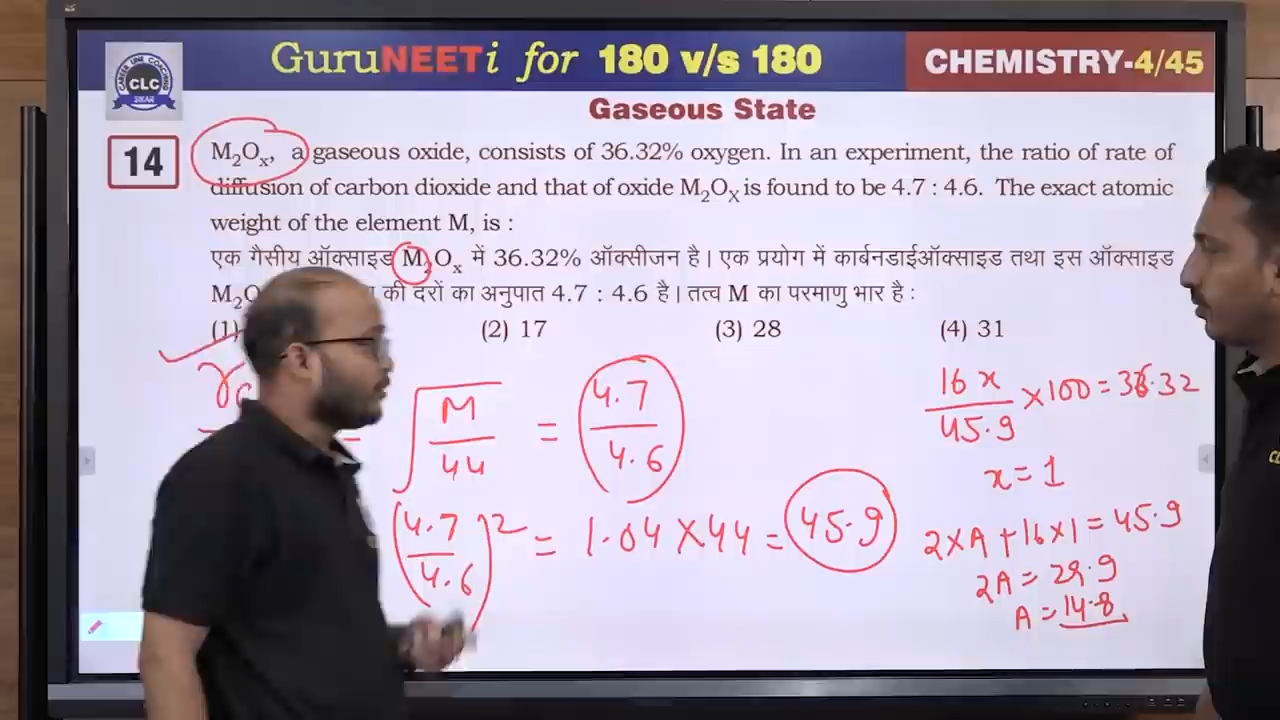 GuruNEETi for 180 v/s 180
CHEMISTRY-4/45
CAREER LINE COACHING
CLC
SIKAR
Gaseous State
14
M₂Oₓ, a gaseous oxide, consists of 36.32% oxygen. In an experiment, the ratio of rate of
diffusion of carbon dioxide and that of oxide M₂Oₓ is found to be 4.7 : 4.6. The exact atomic
weight of the element M, is :
एक गैसीय ऑक्साइड M₂Oₓ में 36.32% ऑक्सीजन है। एक प्रयोग में कार्बनडाईऑक्साइड तथा इस ऑक्साइड
M₂O की दरों का अनुपात 4.7 : 4.6 है। तत्व M का परमाणु भार है :
(1) (2) 17 (3) 28 (4) 31
= √(M/44) = 4.7/4.6
(4.7/4.6)² = 1.04 × 44 = 45.9
16x/45.9 × 100 = 36.32
x = 1
2×A + 16×1 = 45.9
2A = 29.9
A = 14.8